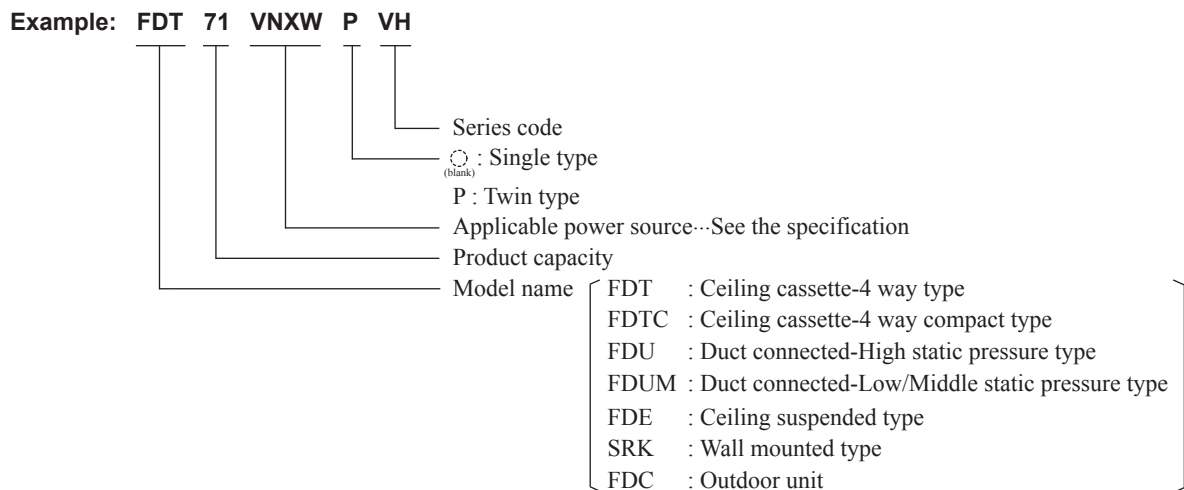 Example: FDT 71 VNXW P VH
Series code
(blank) : Single type
P : Twin type
Applicable power source···See the specification
Product capacity
Model name
FDT : Ceiling cassette-4 way type
FDTC : Ceiling cassette-4 way compact type
FDU : Duct connected-High static pressure type
FDUM : Duct connected-Low/Middle static pressure type
FDE : Ceiling suspended type
SRK : Wall mounted type
FDC : Outdoor unit